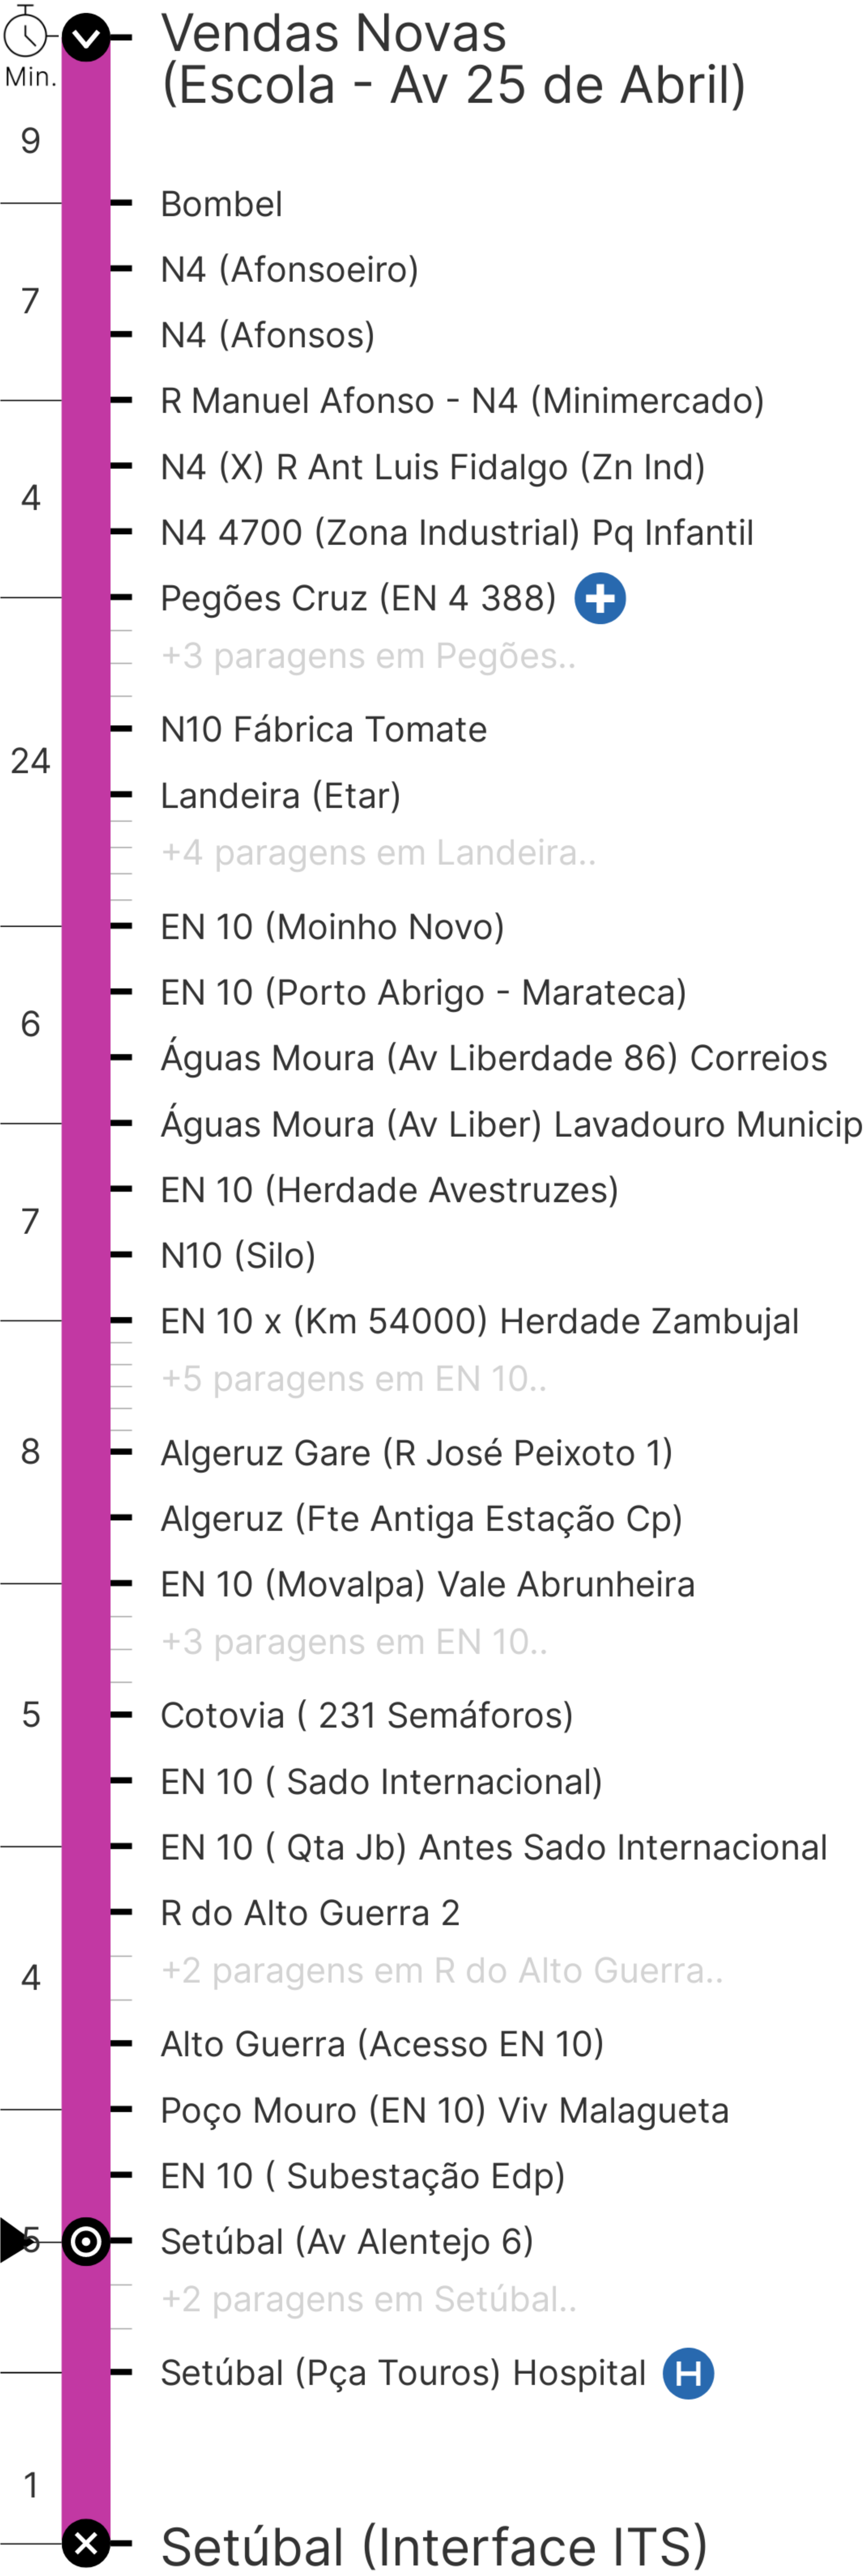 Vendas Novas
(Escola - Av 25 de Abril)
Min.
9
Bombel
N4 (Afonsoeiro)
7
N4 (Afonsos)
R Manuel Afonso - N4 (Minimercado)
N4 (X) R Ant Luis Fidalgo (Zn Ind)
4
N4 4700 (Zona Industrial) Pq Infantil
Pegões Cruz (EN 4 388)
+3 paragens em Pegões..
N10 Fábrica Tomate
24
Landeira (Etar)
+4 paragens em Landeira..
EN 10 (Moinho Novo)
EN 10 (Porto Abrigo - Marateca)
6
Águas Moura (Av Liberdade 86) Correios
Águas Moura (Av Liber) Lavadouro Municip
EN 10 (Herdade Avestruzes)
7
N10 (Silo)
EN 10 x (Km 54000) Herdade Zambujal
+5 paragens em EN 10..
8
Algeruz Gare (R José Peixoto 1)
Algeruz (Fte Antiga Estação Cp)
EN 10 (Movalpa) Vale Abrunheira
+3 paragens em EN 10..
5
Cotovia ( 231 Semáforos)
EN 10 ( Sado Internacional)
EN 10 ( Qta Jb) Antes Sado Internacional
R do Alto Guerra 2
+2 paragens em R do Alto Guerra..
4
Alto Guerra (Acesso EN 10)
Poço Mouro (EN 10) Viv Malagueta
EN 10 ( Subestação Edp)
5
Setúbal (Av Alentejo 6)
+2 paragens em Setúbal..
Setúbal (Pça Touros) Hospital H
1
Setúbal (Interface ITS)